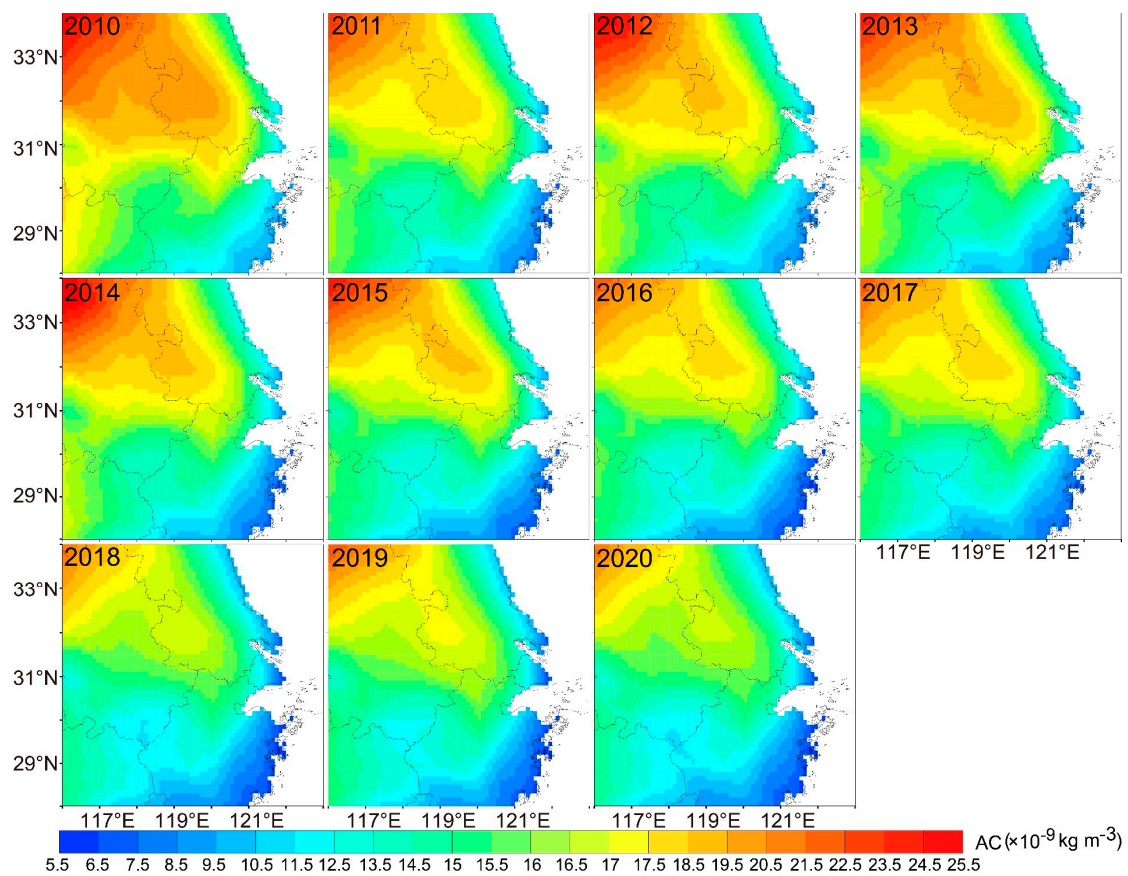 2010 2011 2012 2013
33°N
31°N
29°N
2014 2015 2016 2017
33°N
31°N
29°N
117°E 119°E 121°E
2018 2019 2020
33°N
31°N
29°N
117°E 119°E 121°E 117°E 119°E 121°E 117°E 119°E 121°E
AC (×10⁻⁹ kg m⁻³)
5.5 6.5 7.5 8.5 9.5 10.5 11.5 12.5 13.5 14.5 15 15.5 16 16.5 17 17.5 18.5 19.5 20.5 21.5 22.5 23.5 24.5 25.5